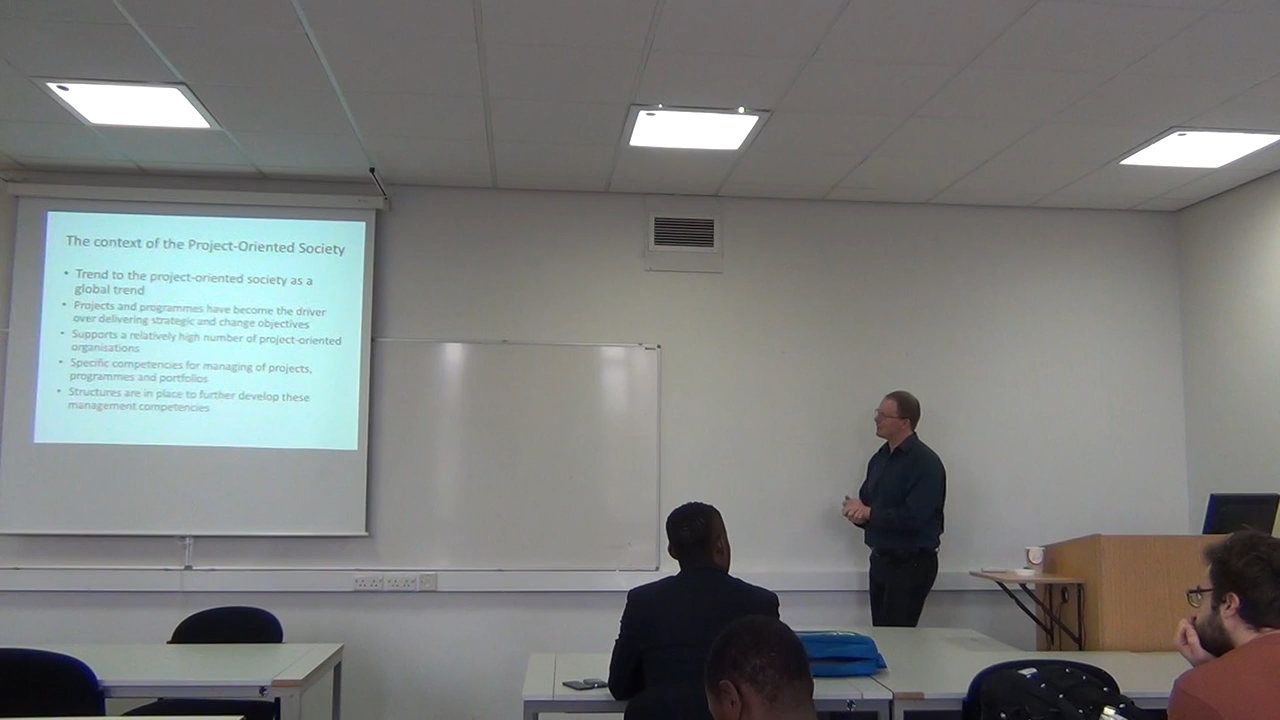 The context of the Project-Oriented Society
• Trend to the project-oriented society as a
global trend
• Projects and programmes have become the driver
over delivering strategic and change objectives
• Supports a relatively high number of project-oriented
organisations
• Specific competencies for managing of projects,
programmes and portfolios
• Structures are in place to further develop these
management competencies